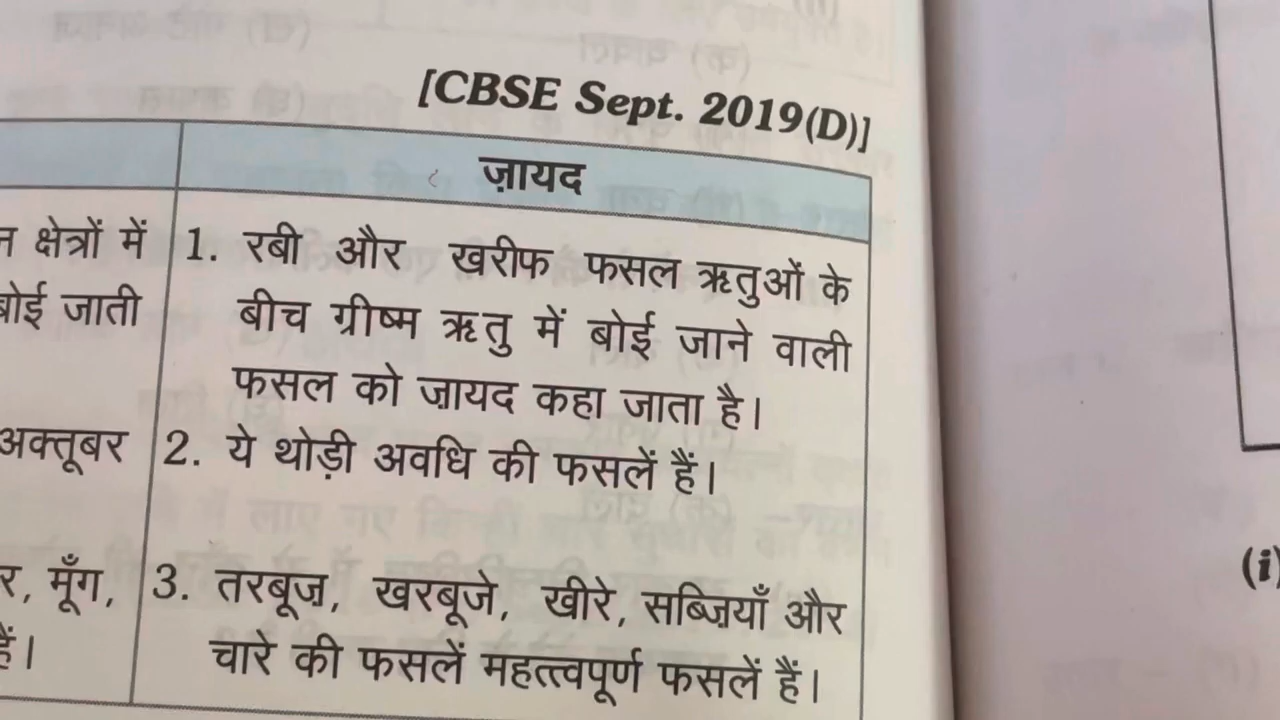 [CBSE Sept. 2019(D)]
ज़ायद
क्षेत्रों में
बोई जाती
अक्तूबर
मूँग,
हैं।
1. रबी और खरीफ फसल ऋतुओं के
बीच ग्रीष्म ऋतु में बोई जाने वाली
फसल को ज़ायद कहा जाता है।
2. ये थोड़ी अवधि की फसलें हैं।
3. तरबूज़, खरबूजे, खीरे, सब्ज़ियाँ और
चारे की फसलें महत्त्वपूर्ण फसलें हैं।
(i)